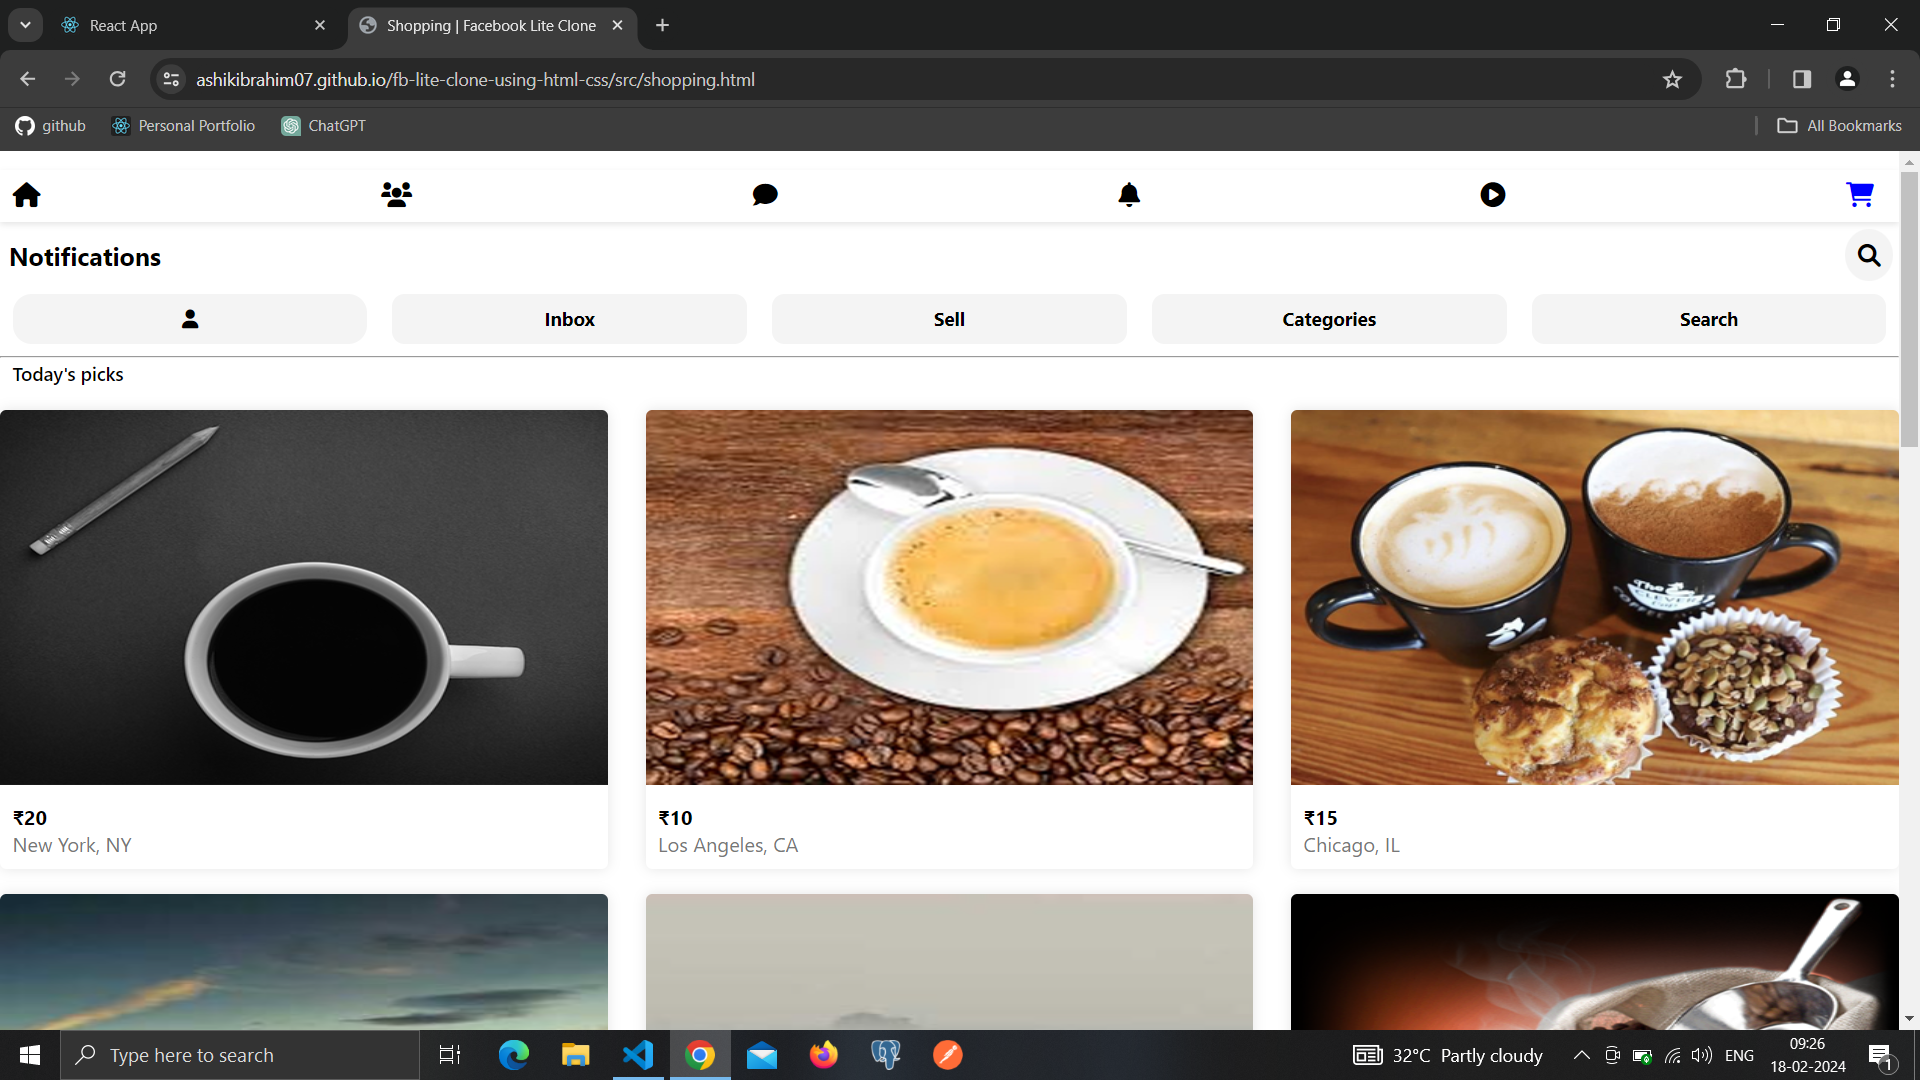 React App
Shopping | Facebook Lite Clone
ashikibrahim07.github.io/fb-lite-clone-using-html-css/src/shopping.html
github
Personal Portfolio
ChatGPT
All Bookmarks
Notifications
Inbox
Sell
Categories
Search
Today's picks
The
CLEVER
₹20
New York, NY
₹10
Los Angeles, CA
₹15
Chicago, IL
Type here to search
32°C Partly cloudy
ENG
09:26
18-02-2024
1